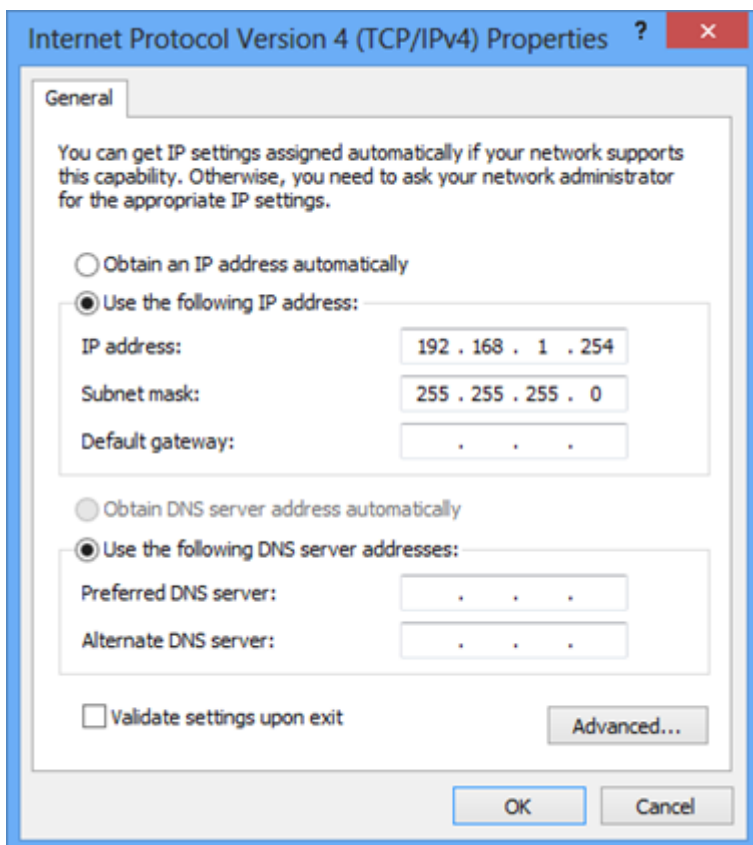 Internet Protocol Version 4 (TCP/IPv4) Properties ? ×
General
You can get IP settings assigned automatically if your network supports
this capability. Otherwise, you need to ask your network administrator
for the appropriate IP settings.
Obtain an IP address automatically
Use the following IP address:
IP address: 192 . 168 . 1 . 254
Subnet mask: 255 . 255 . 255 . 0
Default gateway: . . .
Obtain DNS server address automatically
Use the following DNS server addresses:
Preferred DNS server: . . .
Alternate DNS server: . . .
Validate settings upon exit
Advanced...
OK Cancel